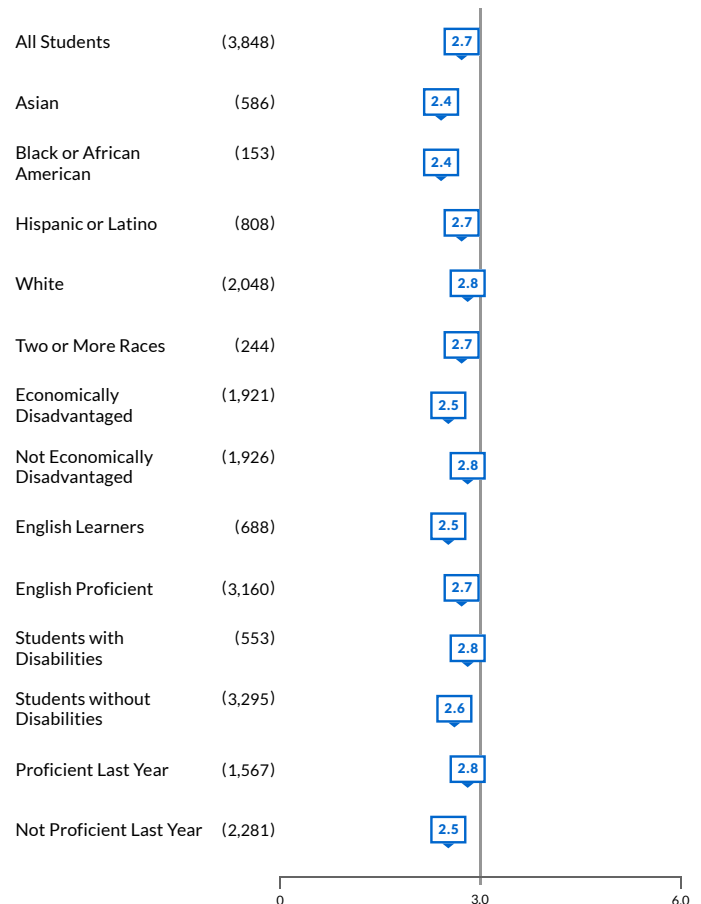 All Students (3,848) 2.7
Asian (586) 2.4
Black or African (153) 2.4
American
Hispanic or Latino (808) 2.7
White (2,048) 2.8
Two or More Races (244) 2.7
Economically (1,921) 2.5
Disadvantaged
Not Economically (1,926) 2.8
Disadvantaged
English Learners (688) 2.5
English Proficient (3,160) 2.7
Students with (553) 2.8
Disabilities
Students without (3,295) 2.6
Disabilities
Proficient Last Year (1,567) 2.8
Not Proficient Last Year (2,281) 2.5
0 3.0 6.0